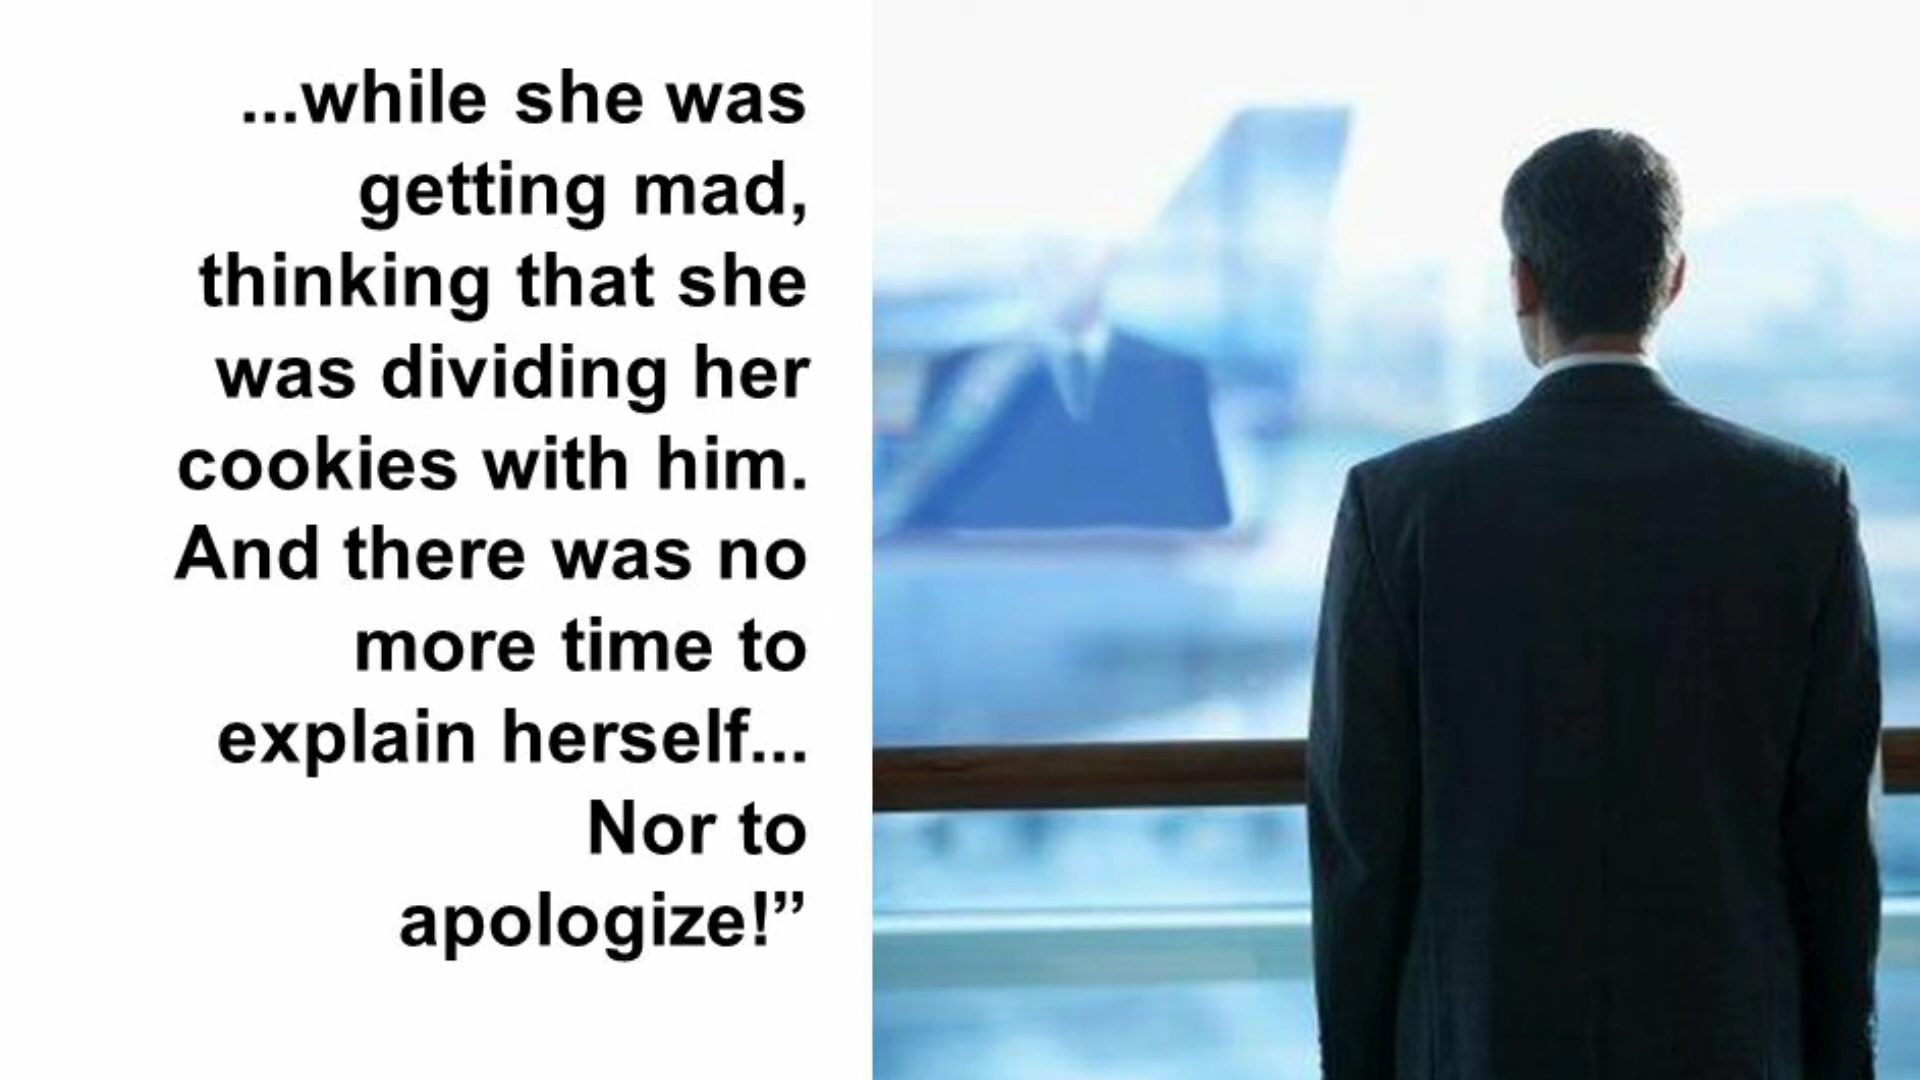 ...while she was
getting mad,
thinking that she
was dividing her
cookies with him.
And there was no
more time to
explain herself...
Nor to
apologize!”